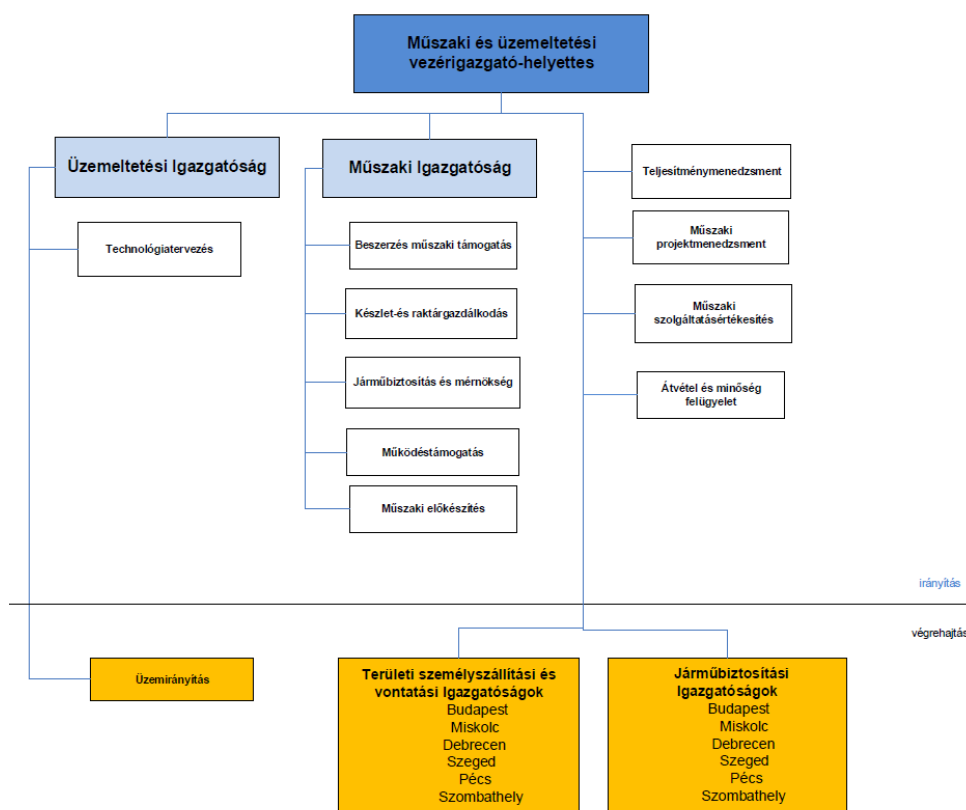 Műszaki és üzemeltetési
vezérigazgató-helyettes
Üzemeltetési Igazgatóság
Technológiatervezés
Műszaki Igazgatóság
Beszerzés műszaki támogatás
Készlet-és raktárgazdálkodás
Járműbiztosítás és mérnökség
Működéstámogatás
Műszaki előkészítés
Teljesítménymenedzsment
Műszaki
projektmenedzsment
Műszaki
szolgáltatásértékesítés
Átvétel és minőség
felügyelet
irányítás
végrehajtás
Üzemirányítás
Területi személyszállítási és
vontatási Igazgatóságok
Budapest
Miskolc
Debrecen
Szeged
Pécs
Szombathely
Járműbiztosítási
Igazgatóságok
Budapest
Miskolc
Debrecen
Szeged
Pécs
Szombathely